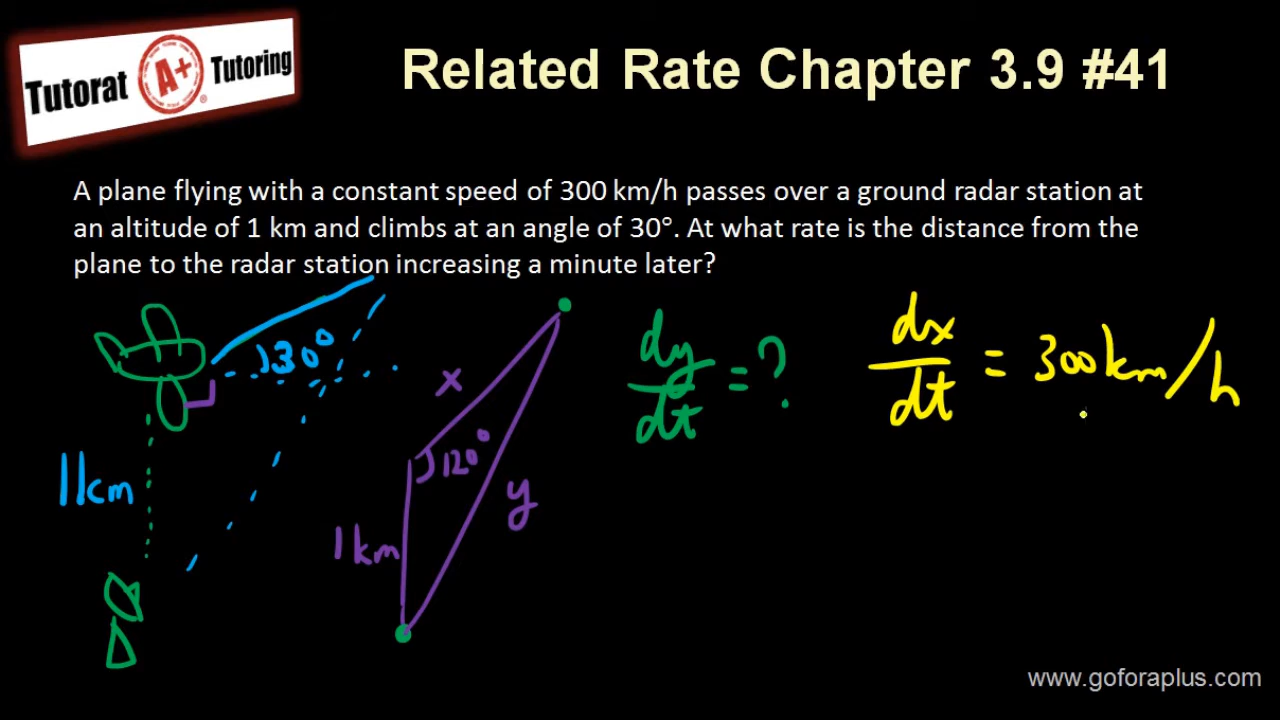 Tutorat A+ Tutoring
Related Rate Chapter 3.9 #41
A plane flying with a constant speed of 300 km/h passes over a ground radar station at
an altitude of 1 km and climbs at an angle of 30°. At what rate is the distance from the
plane to the radar station increasing a minute later?
30°
1km
x
120°
y
1km
dy/dt = ?
dx/dt = 300km/h
www.goforaplus.com